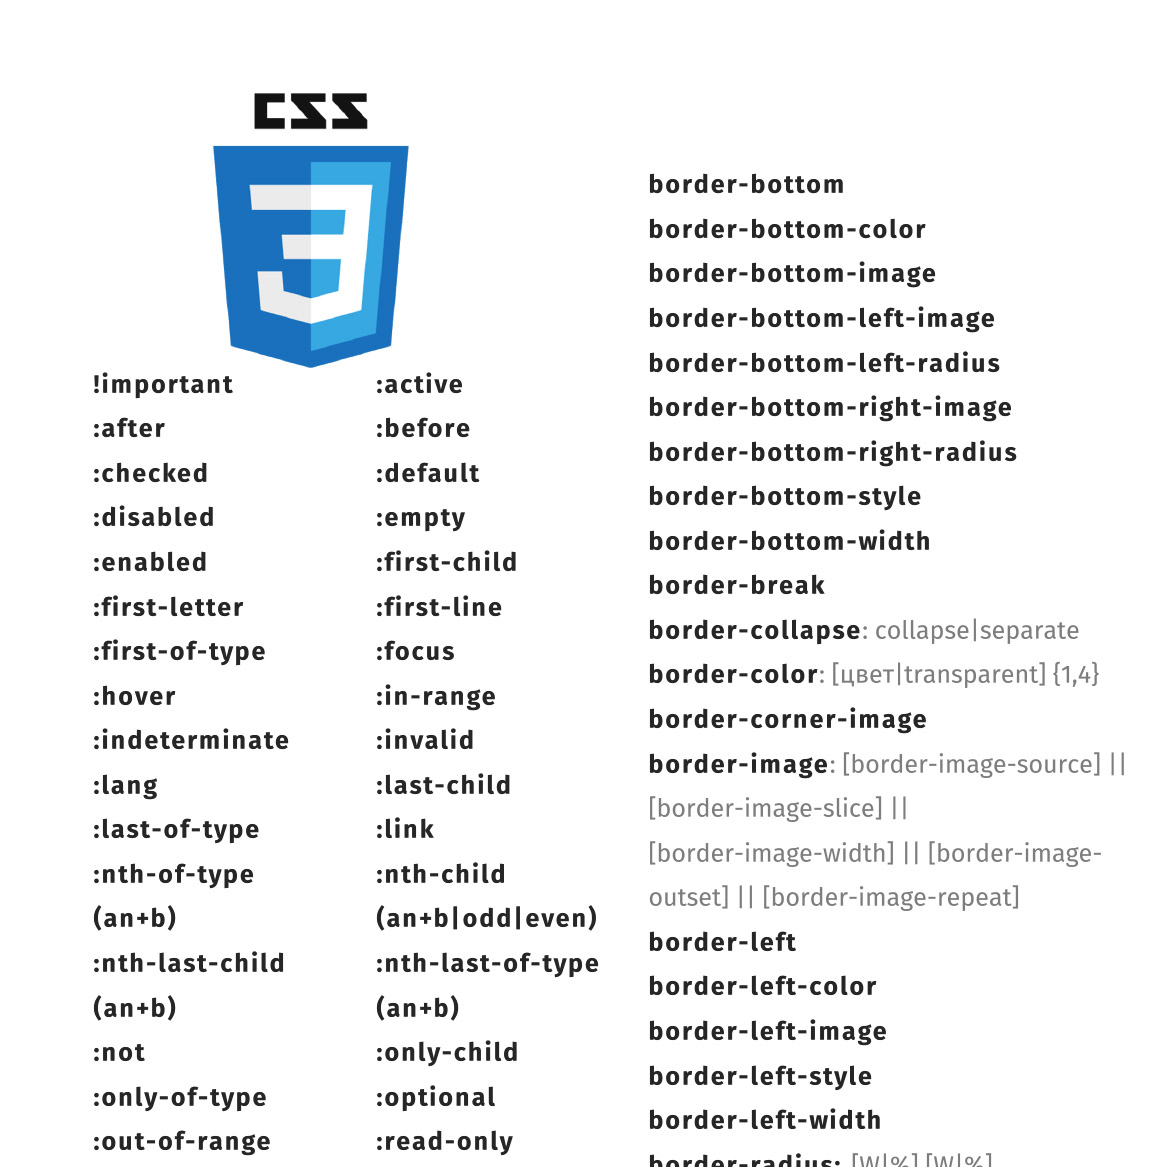 CSS
3
!important
:after
:checked
:disabled
:enabled
:first-letter
:first-of-type
:hover
:indeterminate
:lang
:last-of-type
:nth-of-type
(an+b)
:nth-last-child
(an+b)
:not
:only-of-type
:out-of-range
:active
:before
:default
:empty
:first-child
:first-line
:focus
:in-range
:invalid
:last-child
:link
:nth-child
(an+b|odd|even)
:nth-last-of-type
(an+b)
:only-child
:optional
:read-only
border-bottom
border-bottom-color
border-bottom-image
border-bottom-left-image
border-bottom-left-radius
border-bottom-right-image
border-bottom-right-radius
border-bottom-style
border-bottom-width
border-break
border-collapse: collapse|separate
border-color: [цвет|transparent] {1,4}
border-corner-image
border-image: [border-image-source] ||
[border-image-slice] ||
[border-image-width] || [border-image-
outset] || [border-image-repeat]
border-left
border-left-color
border-left-image
border-left-style
border-left-width
border-radius: [W|%] [W|%]